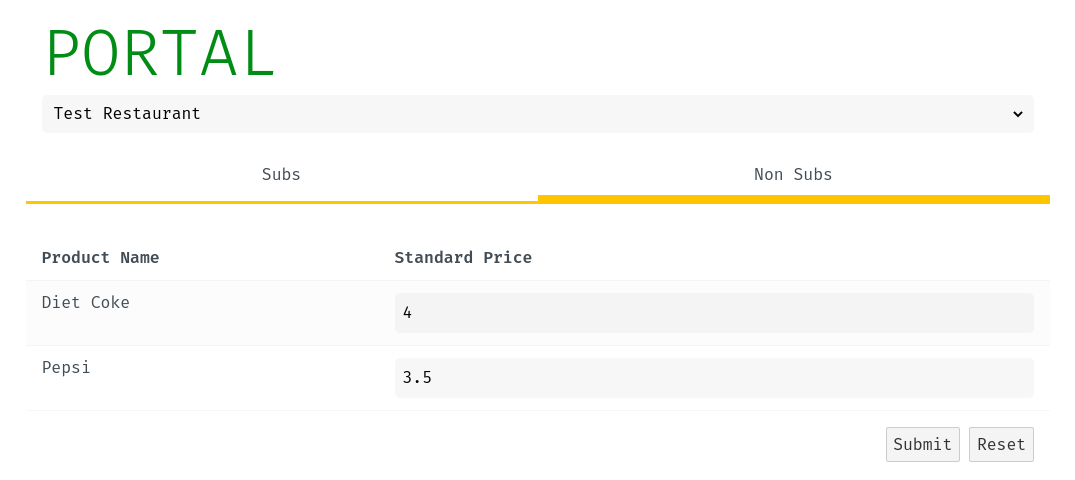 PORTAL
Test Restaurant
Subs Non Subs
Product Name Standard Price
Diet Coke 4
Pepsi 3.5
Submit Reset